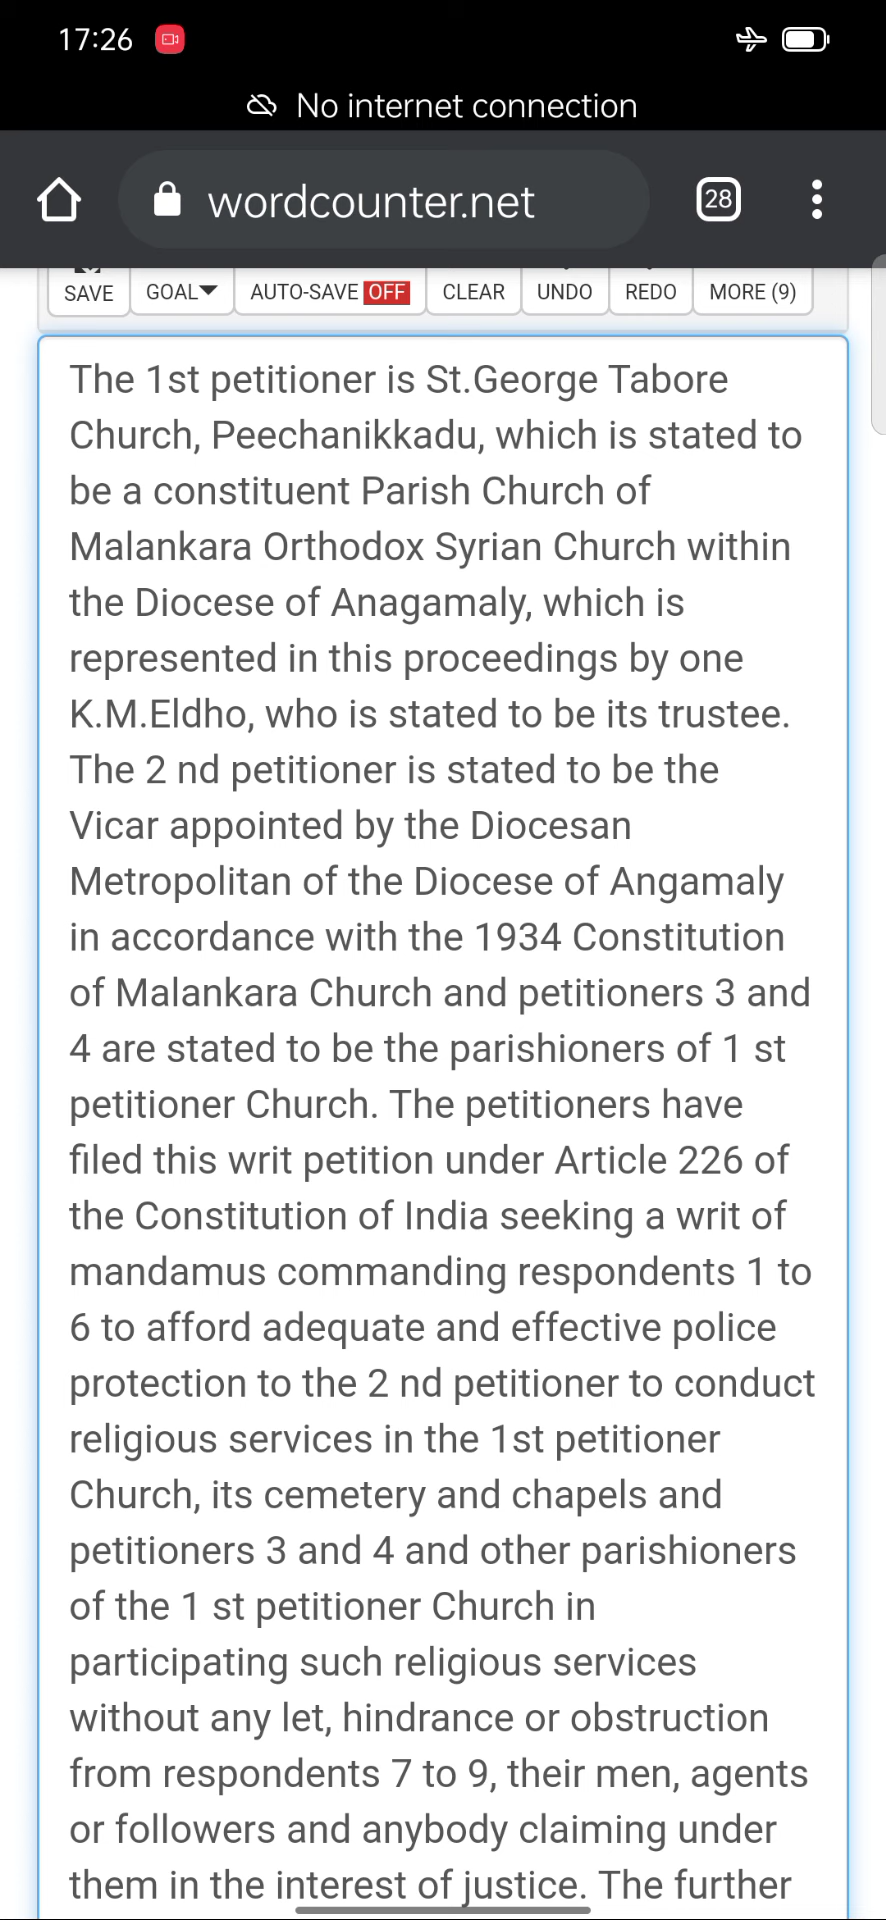 17:26
No internet connection
wordcounter.net
28
SAVE GOAL AUTO-SAVE OFF CLEAR UNDO REDO MORE (9)
The 1st petitioner is St.George Tabore
Church, Peechanikkadu, which is stated to
be a constituent Parish Church of
Malankara Orthodox Syrian Church within
the Diocese of Anagamaly, which is
represented in this proceedings by one
K.M.Eldho, who is stated to be its trustee.
The 2 nd petitioner is stated to be the
Vicar appointed by the Diocesan
Metropolitan of the Diocese of Angamaly
in accordance with the 1934 Constitution
of Malankara Church and petitioners 3 and
4 are stated to be the parishioners of 1 st
petitioner Church. The petitioners have
filed this writ petition under Article 226 of
the Constitution of India seeking a writ of
mandamus commanding respondents 1 to
6 to afford adequate and effective police
protection to the 2 nd petitioner to conduct
religious services in the 1st petitioner
Church, its cemetery and chapels and
petitioners 3 and 4 and other parishioners
of the 1 st petitioner Church in
participating such religious services
without any let, hindrance or obstruction
from respondents 7 to 9, their men, agents
or followers and anybody claiming under
them in the interest of justice. The further